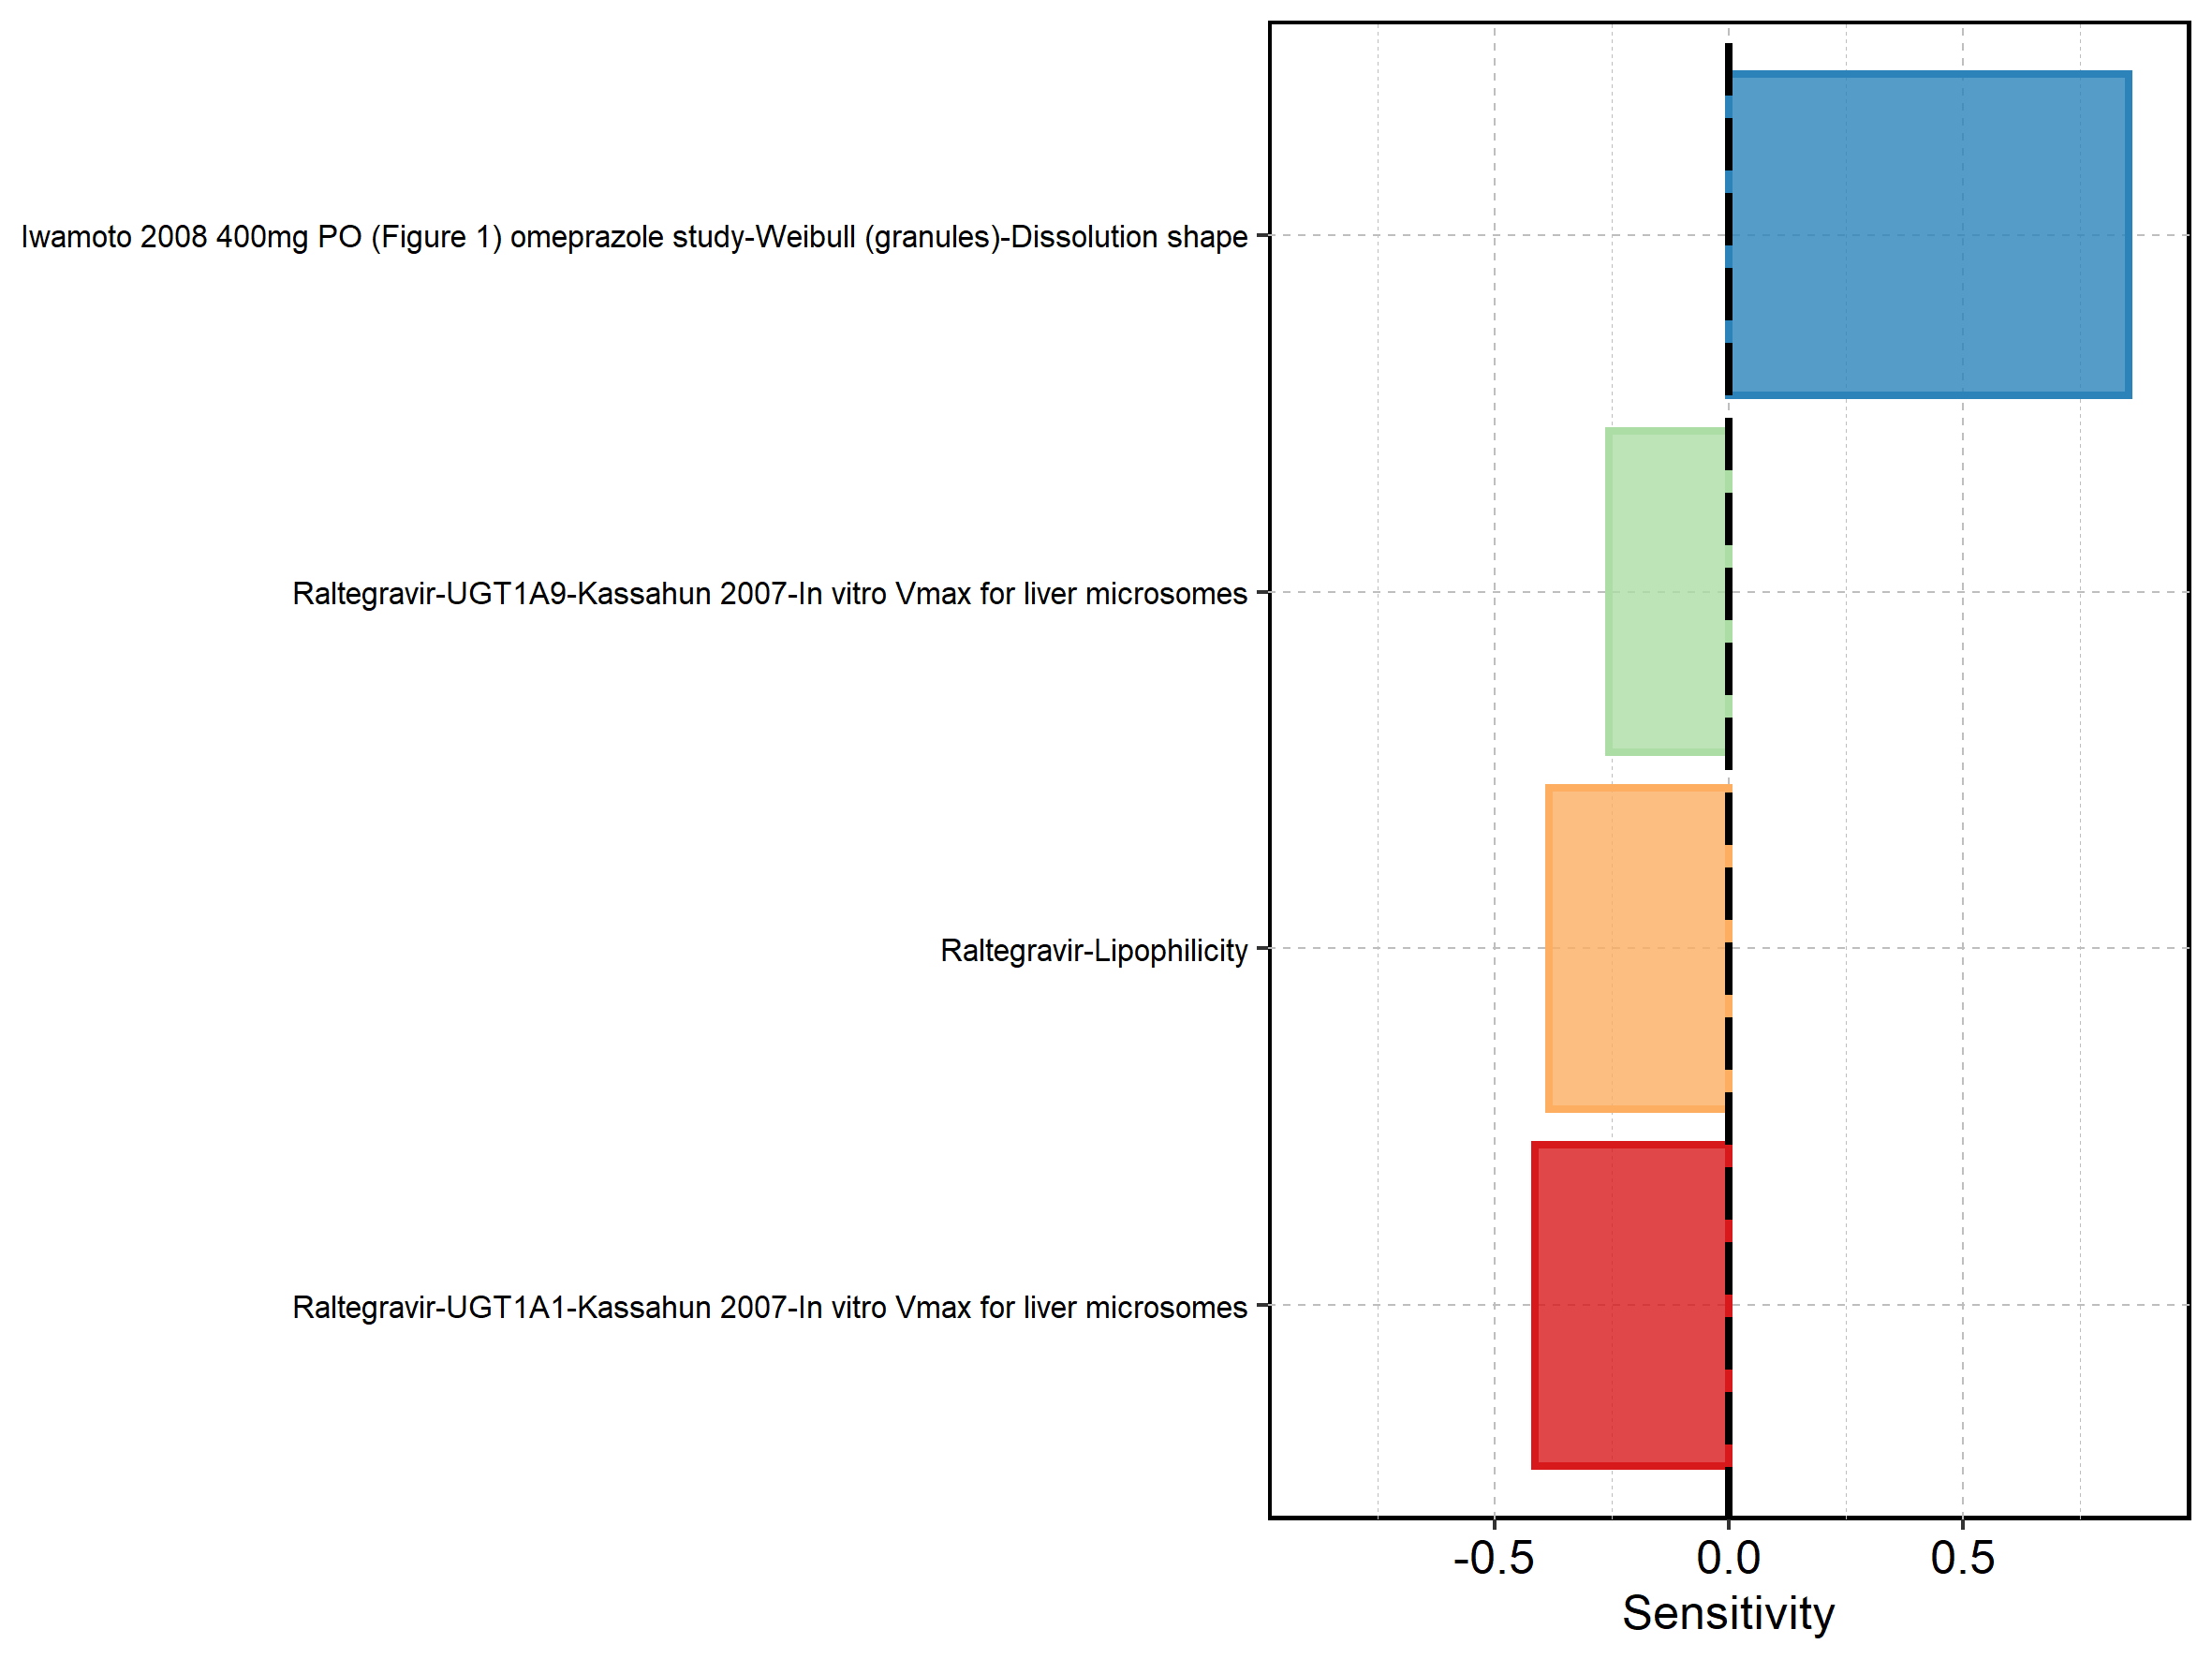 Iwamoto 2008 400mg PO (Figure 1) omeprazole study-Weibull (granules)-Dissolution shape
Raltegravir-UGT1A9-Kassahun 2007-In vitro Vmax for liver microsomes
Raltegravir-Lipophilicity
Raltegravir-UGT1A1-Kassahun 2007-In vitro Vmax for liver microsomes
-0.5 0.0 0.5
Sensitivity